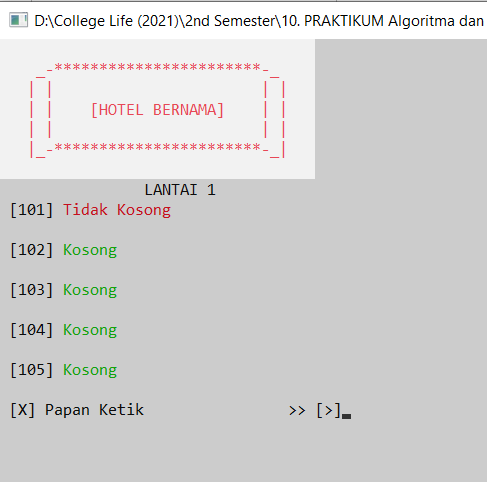 D:\College Life (2021)\2nd Semester\10. PRAKTIKUM Algoritma dan
_-***********************-_
| | | |
| | [HOTEL BERNAMA] | |
| | | |
|_-***********************-_|
LANTAI 1
[101] Tidak Kosong
[102] Kosong
[103] Kosong
[104] Kosong
[105] Kosong
[X] Papan Ketik >> [>]_